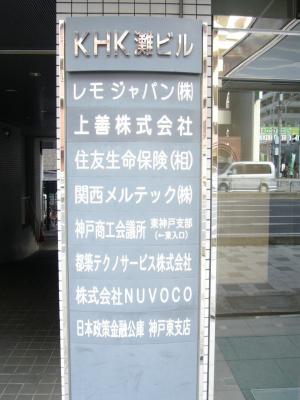 KHK灘ビル
レモ ジャパン(株)
上善株式会社
住友生命保険(相)
関西メルテック(株)
神戸商工会議所 東神戸支部
(←東入口)
都築テクノサービス株式会社
株式会社NUVOCO
日本政策金融公庫 神戸東支店